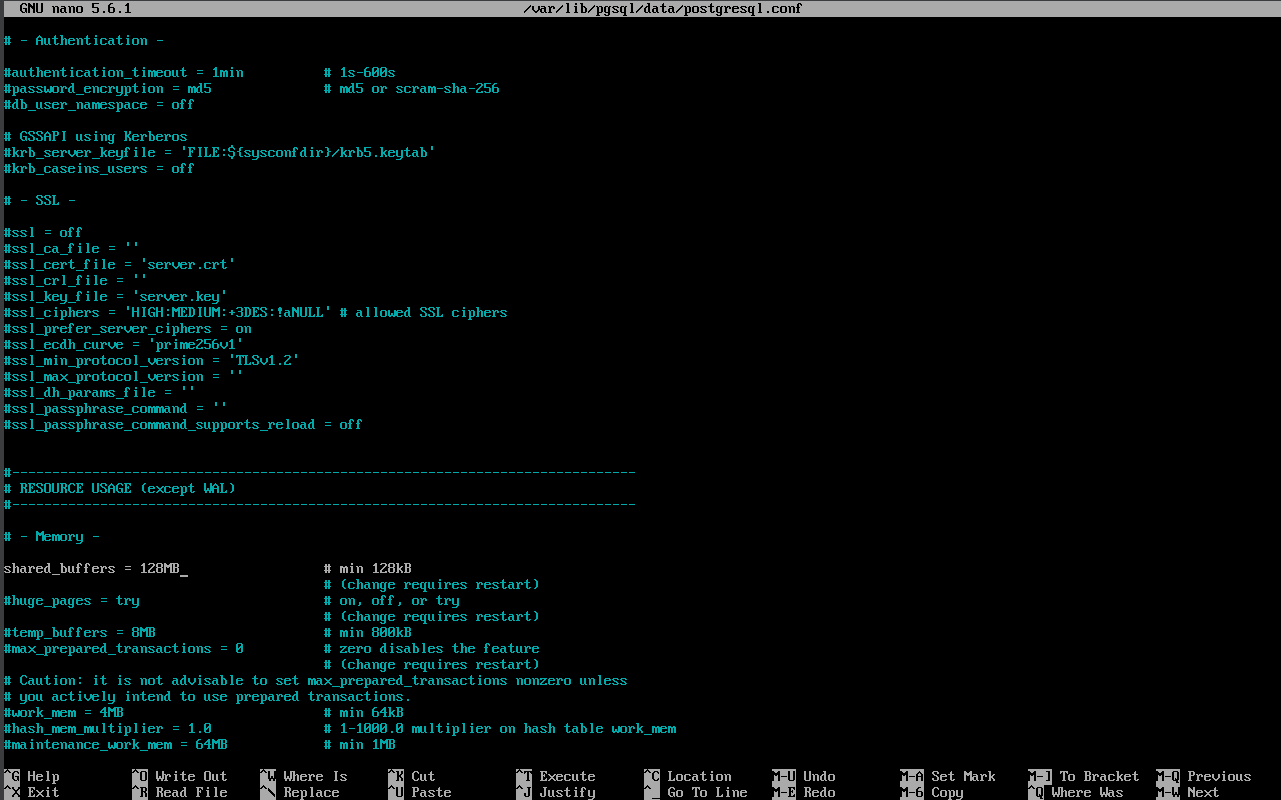 GNU nano 5.6.1 /var/lib/pgsql/data/postgresql.conf
# - Authentication -
#authentication_timeout = 1min # 1s-600s
#password_encryption = md5 # md5 or scram-sha-256
#db_user_namespace = off
# GSSAPI using Kerberos
#krb_server_keyfile = 'FILE:${sysconfdir}/krb5.keytab'
#krb_caseins_users = off
# - SSL -
#ssl = off
#ssl_ca_file = ''
#ssl_cert_file = 'server.crt'
#ssl_crl_file = ''
#ssl_key_file = 'server.key'
#ssl_ciphers = 'HIGH:MEDIUM:+3DES:!aNULL' # allowed SSL ciphers
#ssl_prefer_server_ciphers = on
#ssl_ecdh_curve = 'prime256v1'
#ssl_min_protocol_version = 'TLSv1.2'
#ssl_max_protocol_version = ''
#ssl_dh_params_file = ''
#ssl_passphrase_command = ''
#ssl_passphrase_command_supports_reload = off
#------------------------------------------------------------------------------
# RESOURCE USAGE (except WAL)
#------------------------------------------------------------------------------
# - Memory -
shared_buffers = 128MB # min 128kB
# (change requires restart)
#huge_pages = try # on, off, or try
# (change requires restart)
#temp_buffers = 8MB # min 800kB
#max_prepared_transactions = 0 # zero disables the feature
# (change requires restart)
# Caution: it is not advisable to set max_prepared_transactions nonzero unless
# you actively intend to use prepared transactions.
#work_mem = 4MB # min 64kB
#hash_mem_multiplier = 1.0 # 1-1000.0 multiplier on hash table work_mem
#maintenance_work_mem = 64MB # min 1MB
^G Help ^O Write Out ^W Where Is ^K Cut ^T Execute ^C Location M-U Undo M-A Set Mark M-] To Bracket M-Q Previous
^X Exit ^R Read File ^\ Replace ^U Paste ^J Justify ^_ Go To Line M-E Redo M-6 Copy ^Q Where Was M-W Next